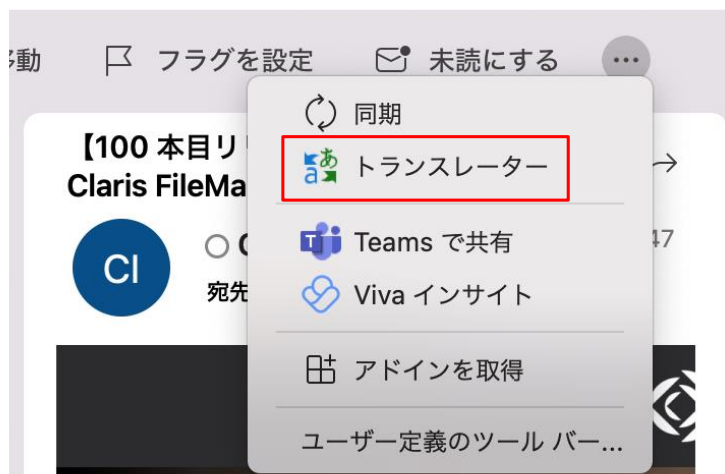 動
フラグを設定
未読にする
同期
【100 本目リ
トランスレーター
Claris FileMa
Teams で共有
47
CI
宛先
Viva インサイト
アドインを取得
ユーザー定義のツール バー...